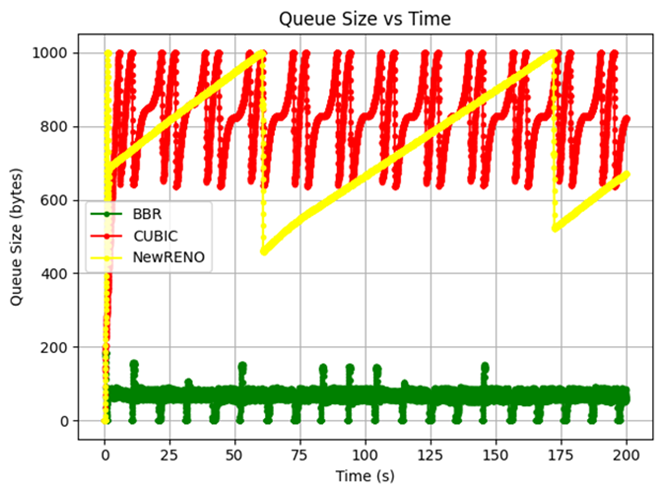 Queue Size vs Time
Queue Size (bytes)
1000
800
600
400
200
0
BBR
CUBIC
NewRENO
0 25 50 75 100 125 150 175 200
Time (s)